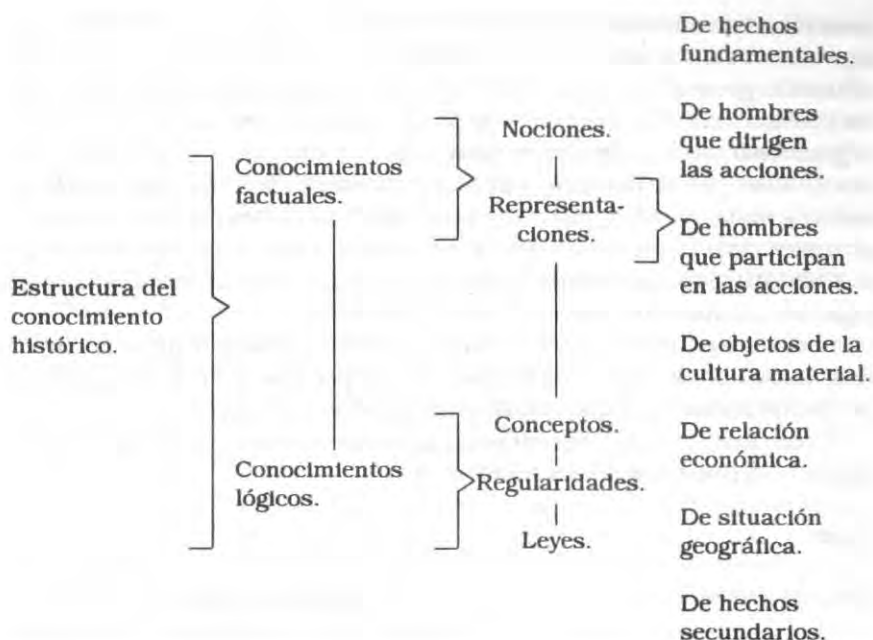 Estructura del
conocimiento
histórico.
Conocimientos
factuales.
Conocimientos
lógicos.
Nociones.
Representa-
ciones.
Conceptos.
Regularidades.
Leyes.
De hechos
fundamentales.
De hombres
que dirigen
las acciones.
De hombres
que participan
en las acciones.
De objetos de la
cultura material.
De relación
económica.
De situación
geográfica.
De hechos
secundarios.